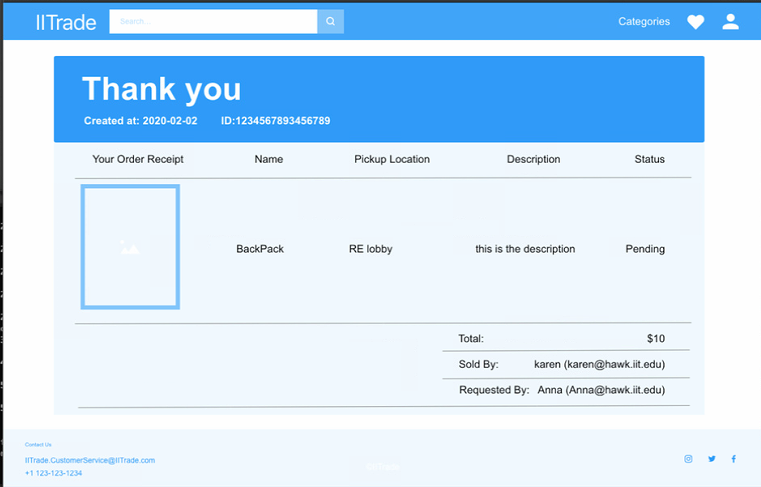 IITrade Search... Categories
Thank you
Created at: 2020-02-02 ID:1234567893456789
Your Order Receipt Name Pickup Location Description Status
BackPack RE lobby this is the description Pending
Total: $10
Sold By: karen (karen@hawk.iit.edu)
Requested By: Anna (Anna@hawk.iit.edu)
Contact Us
IITrade.CustomerService@IITrade.com
+1 123-123-1234